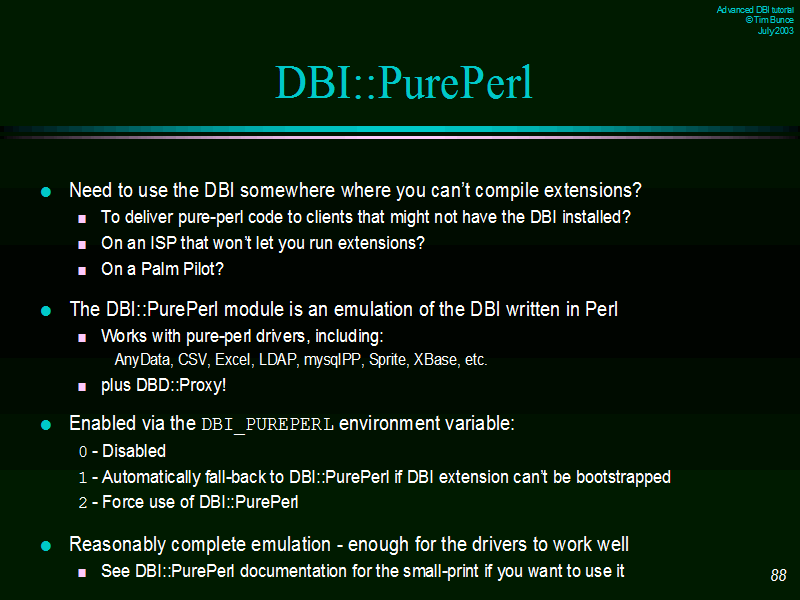 Advanced DBI tutorial
© Tim Bunce
July 2003
DBI::PurePerl
Need to use the DBI somewhere where you can't compile extensions?
To deliver pure-perl code to clients that might not have the DBI installed?
On an ISP that won't let you run extensions?
On a Palm Pilot?
The DBI::PurePerl module is an emulation of the DBI written in Perl
Works with pure-perl drivers, including:
AnyData, CSV, Excel, LDAP, mysqlPP, Sprite, XBase, etc.
plus DBD::Proxy!
Enabled via the DBI_PUREPERL environment variable:
0 - Disabled
1 - Automatically fall-back to DBI::PurePerl if DBI extension can't be bootstrapped
2 - Force use of DBI::PurePerl
Reasonably complete emulation - enough for the drivers to work well
See DBI::PurePerl documentation for the small-print if you want to use it
88